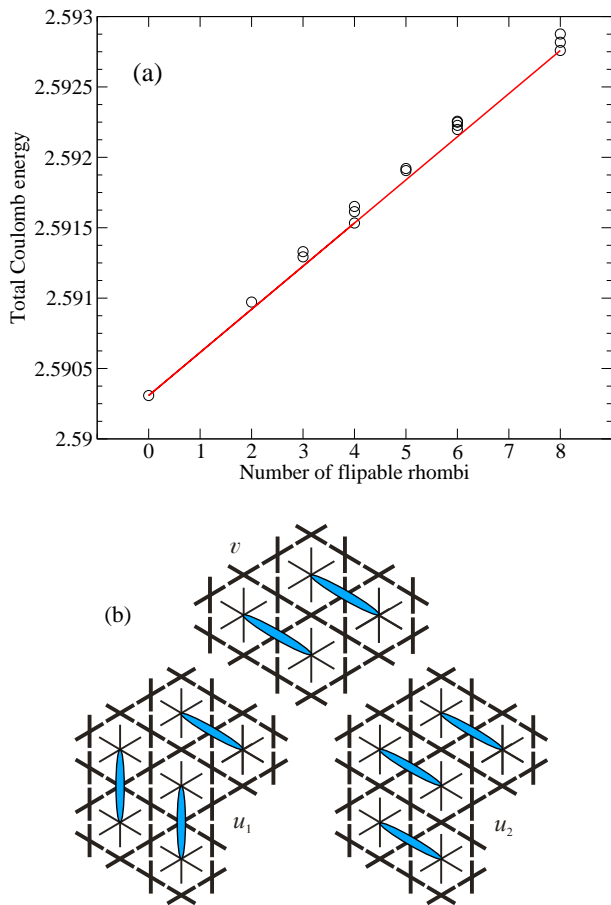 2.593
(a)
2.5925
2.592
2.5915
2.591
2.5905
2.59
Total Coulomb energy
0 1 2 3 4 5 6 7 8
Number of flipable rhombi
v
(b)
u1
u2